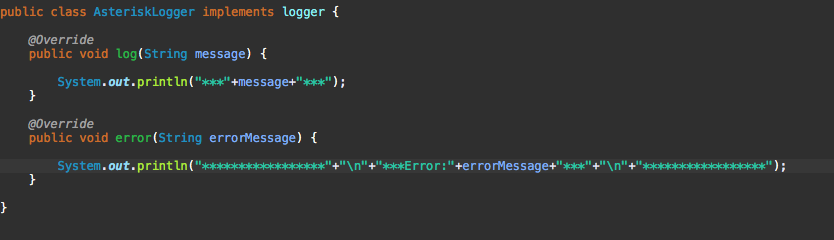 public class AsteriskLogger implements logger {
@Override
public void log(String message) {
System.out.println("***"+message+"***");
}
@Override
public void error(String errorMessage) {
System.out.println("*****************"+"\n"+"***Error:"+errorMessage+"***"+"\n"+"*****************");
}
}